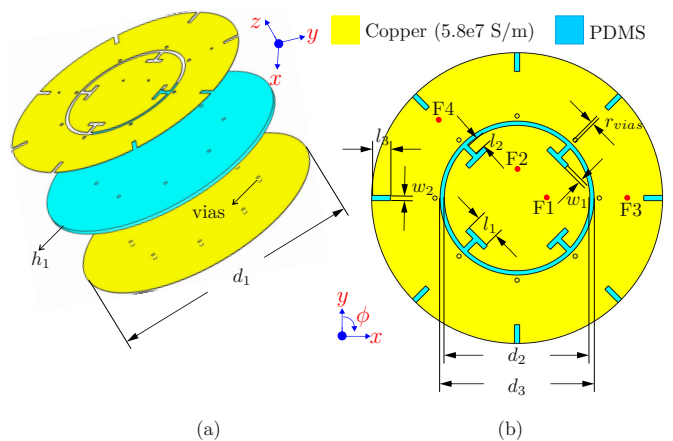 Copper (5.8e7 S/m)
PDMS
z
y
x
vias
h1
d1
F4
rvias
l3
l2
F2
w2
w1
F1
F3
l1
y
ϕ
x
d2
d3
(a)
(b)